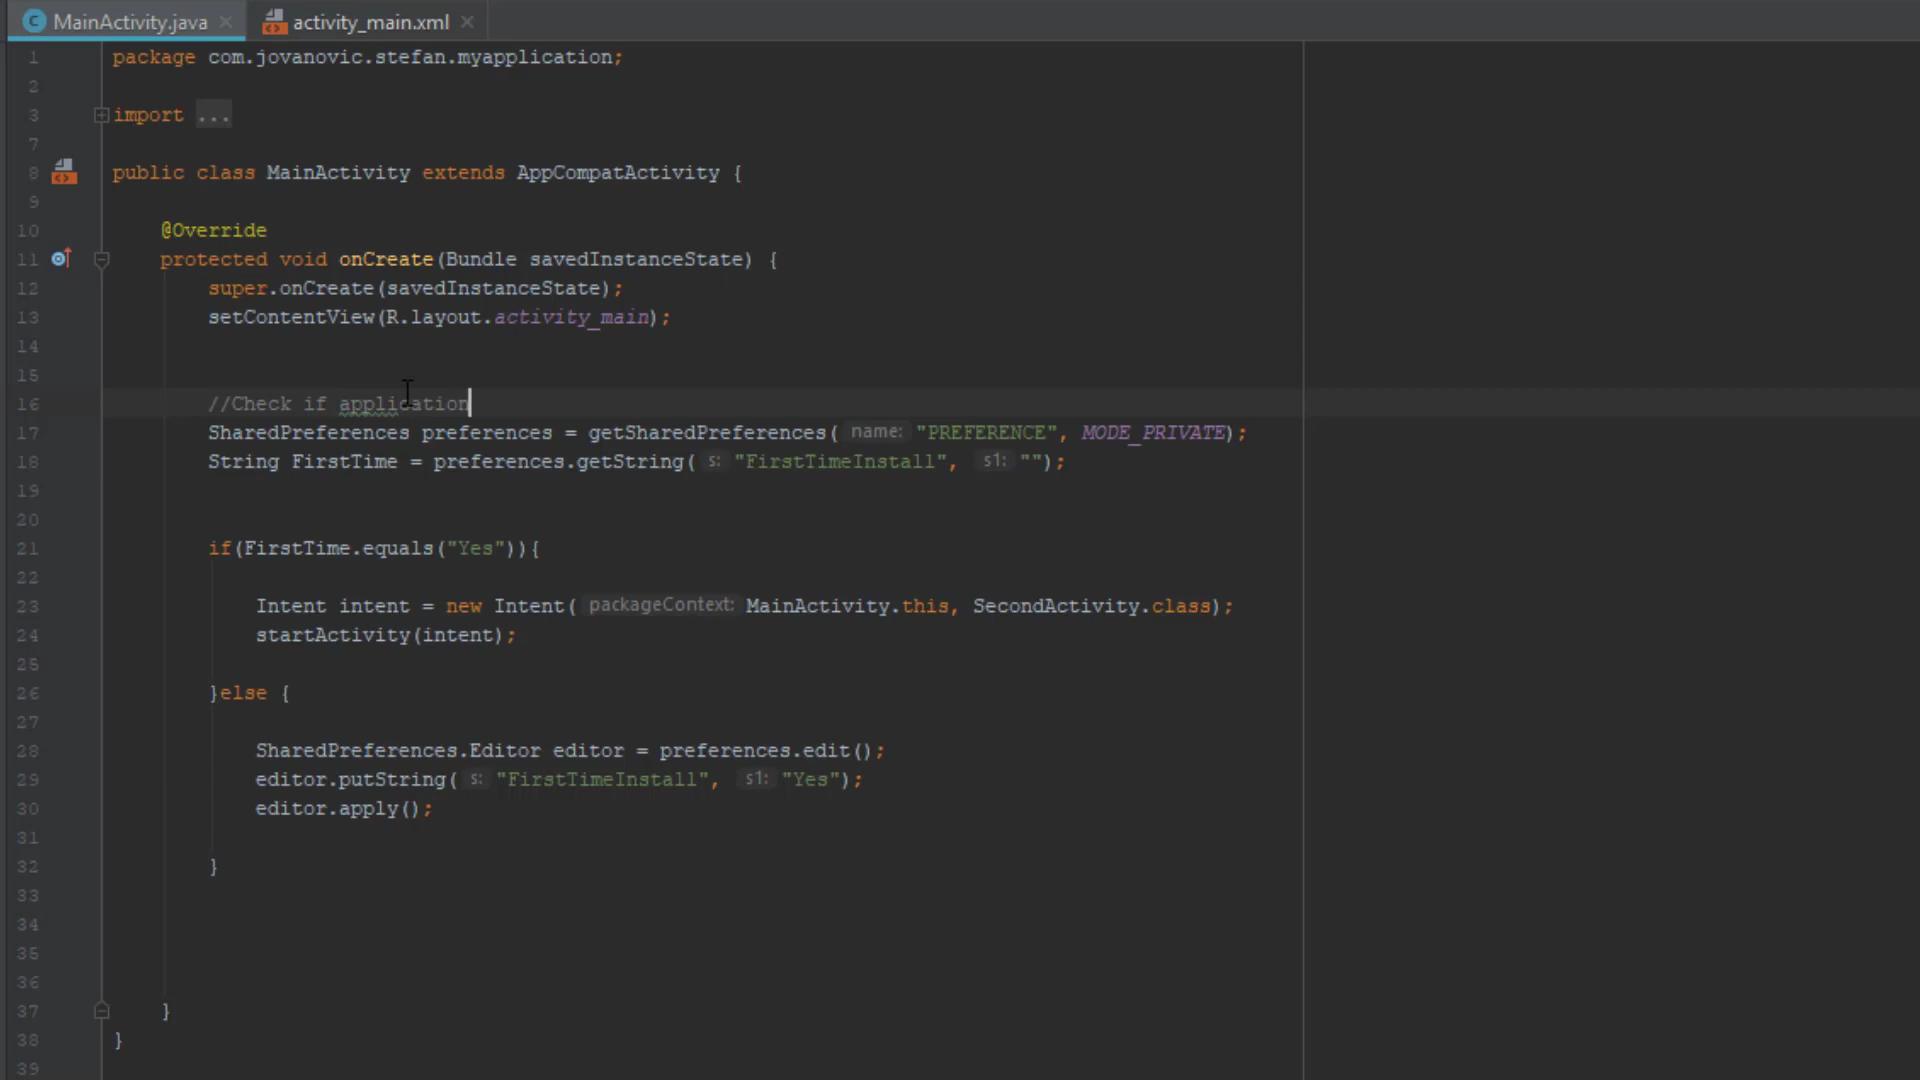 MainActivity.java
activity_main.xml
1 package com.jovanovic.stefan.myapplication;
2
3 import ...
7
8 public class MainActivity extends AppCompatActivity {
9
10 @Override
11 protected void onCreate(Bundle savedInstanceState) {
12 super.onCreate(savedInstanceState);
13 setContentView(R.layout.activity_main);
14
15
16 //Check if application
17 SharedPreferences preferences = getSharedPreferences( name: "PREFERENCE", MODE_PRIVATE);
18 String FirstTime = preferences.getString( s: "FirstTimeInstall", s1: "");
19
20
21 if(FirstTime.equals("Yes")){
22
23 Intent intent = new Intent( packageContext: MainActivity.this, SecondActivity.class);
24 startActivity(intent);
25
26 }else {
27
28 SharedPreferences.Editor editor = preferences.edit();
29 editor.putString( s: "FirstTimeInstall", s1: "Yes");
30 editor.apply();
31
32 }
33
34
35
36
37 }
38 }
39